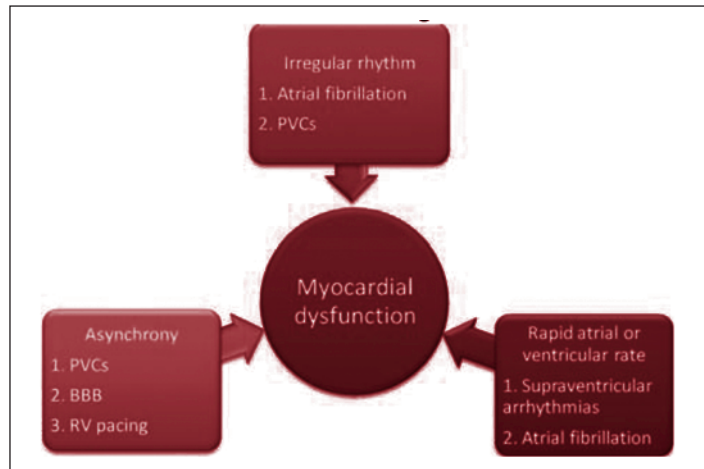 Irregular rhythm
1. Atrial fibrillation
2. PVCs
Myocardial
dysfunction
Asynchrony
1. PVCs
2. BBB
3. RV pacing
Rapid atrial or
ventricular rate
1. Supraventricular
arrhythmias
2. Atrial fibrillation